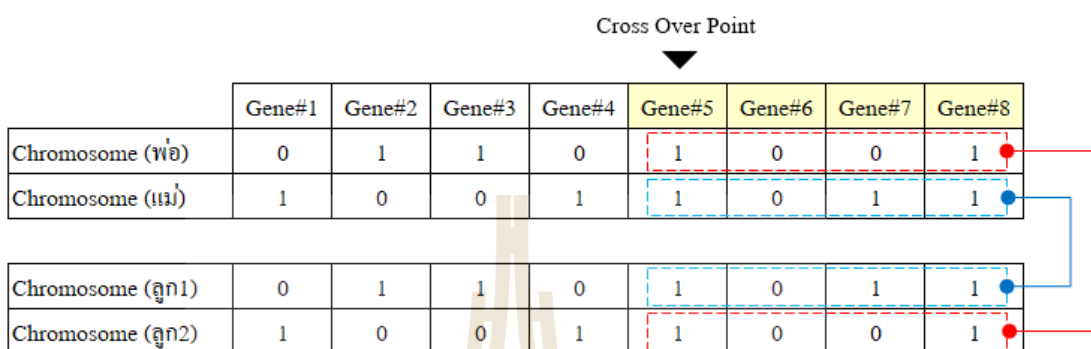 Cross Over Point
Gene#1 Gene#2 Gene#3 Gene#4 Gene#5 Gene#6 Gene#7 Gene#8
Chromosome (พ่อ) 0 1 1 0 1 0 0 1
Chromosome (แม่) 1 0 0 1 1 0 1 1
Chromosome (ลูก1) 0 1 1 0 1 0 1 1
Chromosome (ลูก2) 1 0 0 1 1 0 0 1